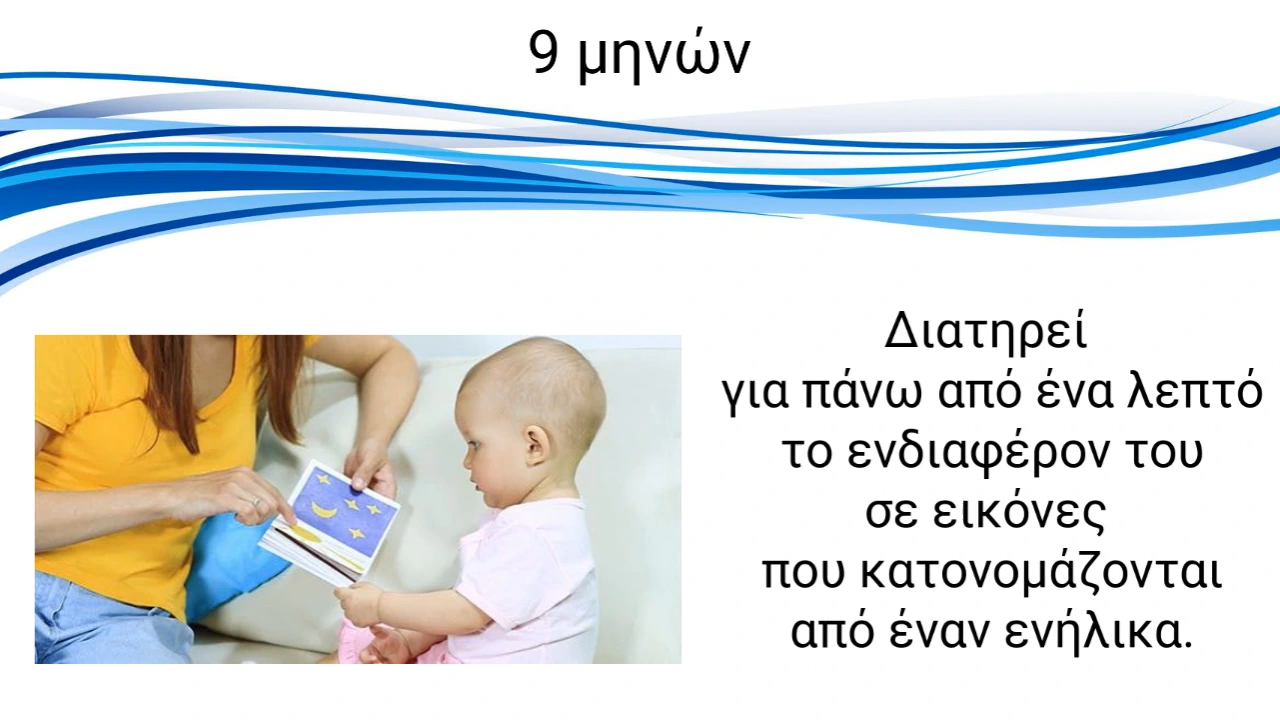 9 μηνών
Διατηρεί
για πάνω από ένα λεπτό
το ενδιαφέρον του
σε εικόνες
που κατονομάζονται
από έναν ενήλικα.